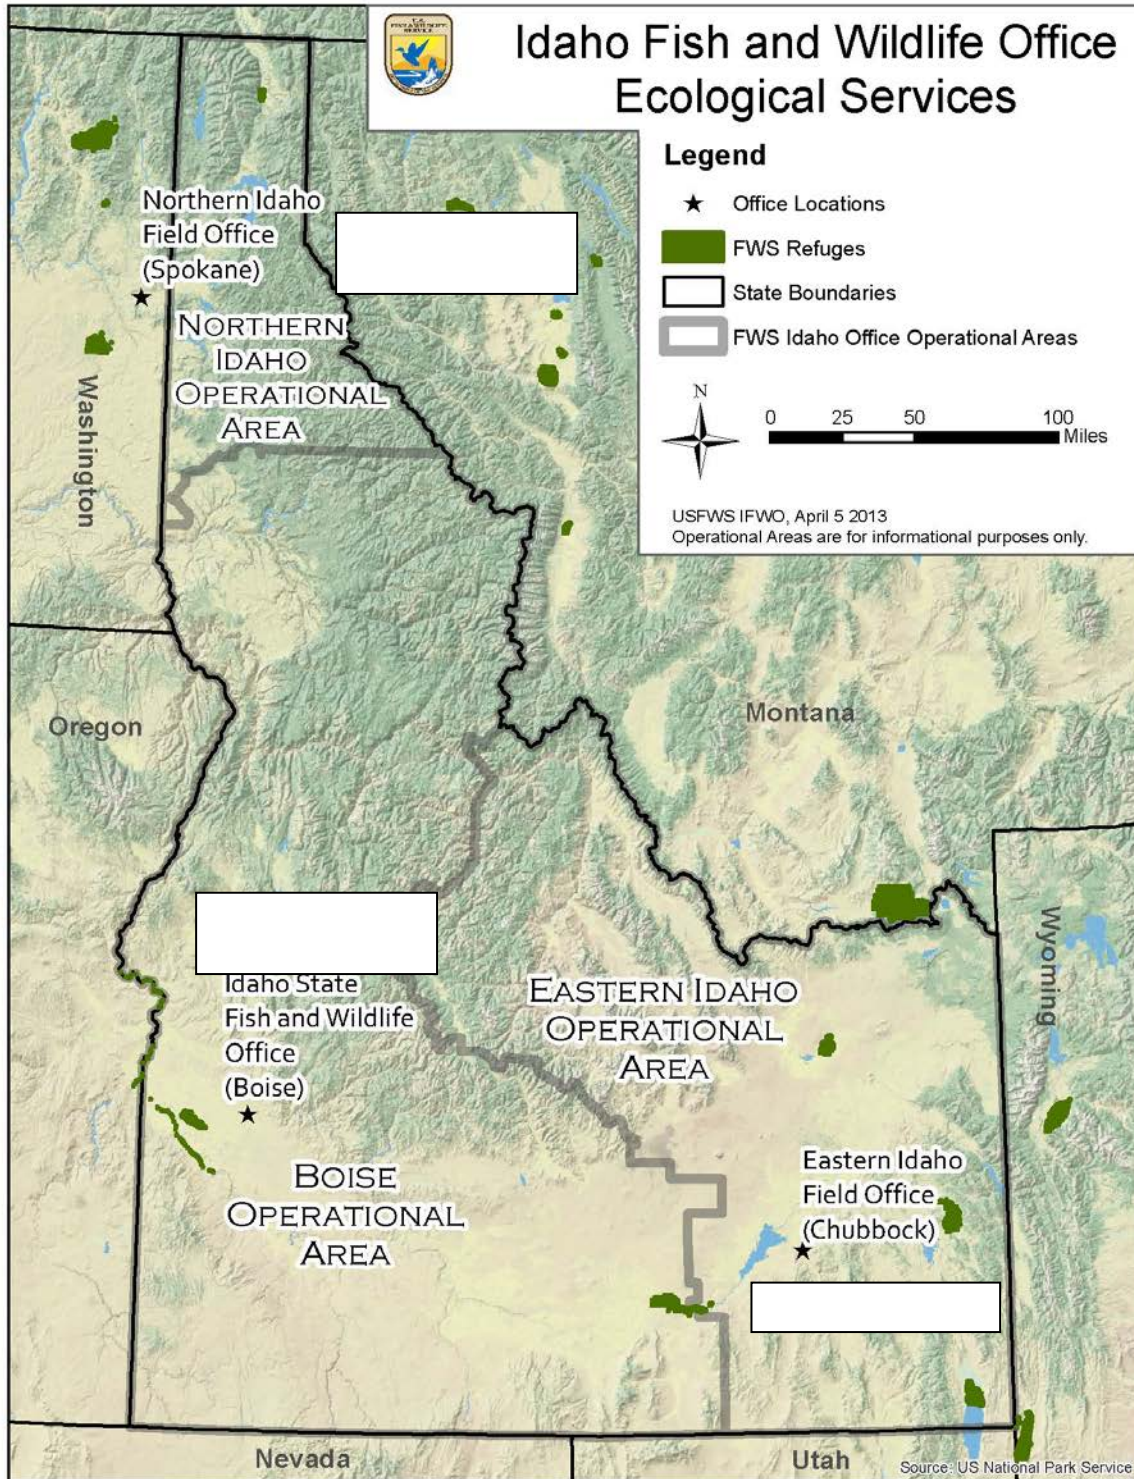 Idaho Fish and Wildlife Office
Ecological Services
U.S.
FISH & WILDLIFE
SERVICE
Legend
Office Locations
FWS Refuges
State Boundaries
FWS Idaho Office Operational Areas
N
0 25 50 100
Miles
USFWS IFWO, April 5 2013
Operational Areas are for informational purposes only.
Northern Idaho
Field Office
(Spokane)
NORTHERN
IDAHO
OPERATIONAL
AREA
Washington
Oregon
Montana
Wyoming
Idaho State
Fish and Wildlife
Office
(Boise)
EASTERN IDAHO
OPERATIONAL
AREA
BOISE
OPERATIONAL
AREA
Eastern Idaho
Field Office
(Chubbock)
Nevada
Utah
Source: US National Park Service